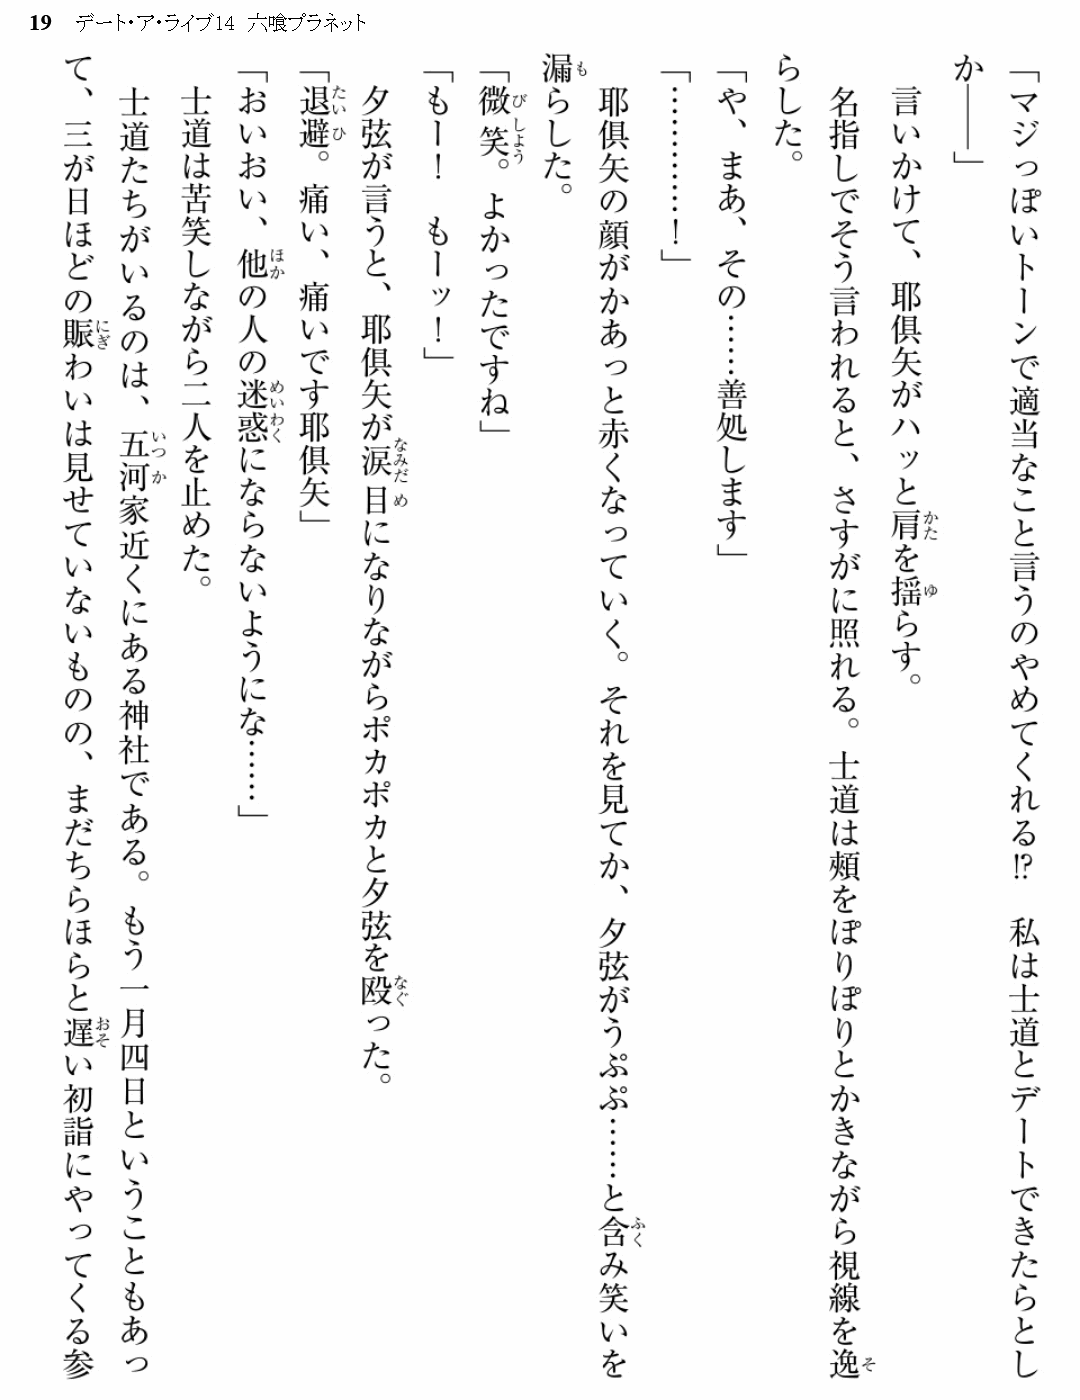 19 デート・ア・ライブ14 六喰プラネット
「マジっぽいトーンで適当なこと言うのやめてくれる!? 私は士道とデートできたらとし
か――」
言いかけて、耶倶矢がハッと肩を揺らす。
名指しでそう言われると、さすがに照れる。士道は頰をぽりぽりとかきながら視線を逸
らした。
「や、まあ、その……善処します」
「…………！」
耶倶矢の顔がかあっと赤くなっていく。それを見てか、夕弦がうぷぷ……と含み笑いを
漏らした。
「微笑。よかったですね」
「もー！ もーッ！」
夕弦が言うと、耶倶矢が涙目になりながらポカポカと夕弦を殴った。
「退避。痛い、痛いです耶倶矢」
「おいおい、他の人の迷惑にならないようにな……」
士道は苦笑しながら二人を止めた。
士道たちがいるのは、五河家近くにある神社である。もう一月四日ということもあっ
て、三が日ほどの賑わいは見せていないものの、まだちらほらと遅い初詣にやってくる参